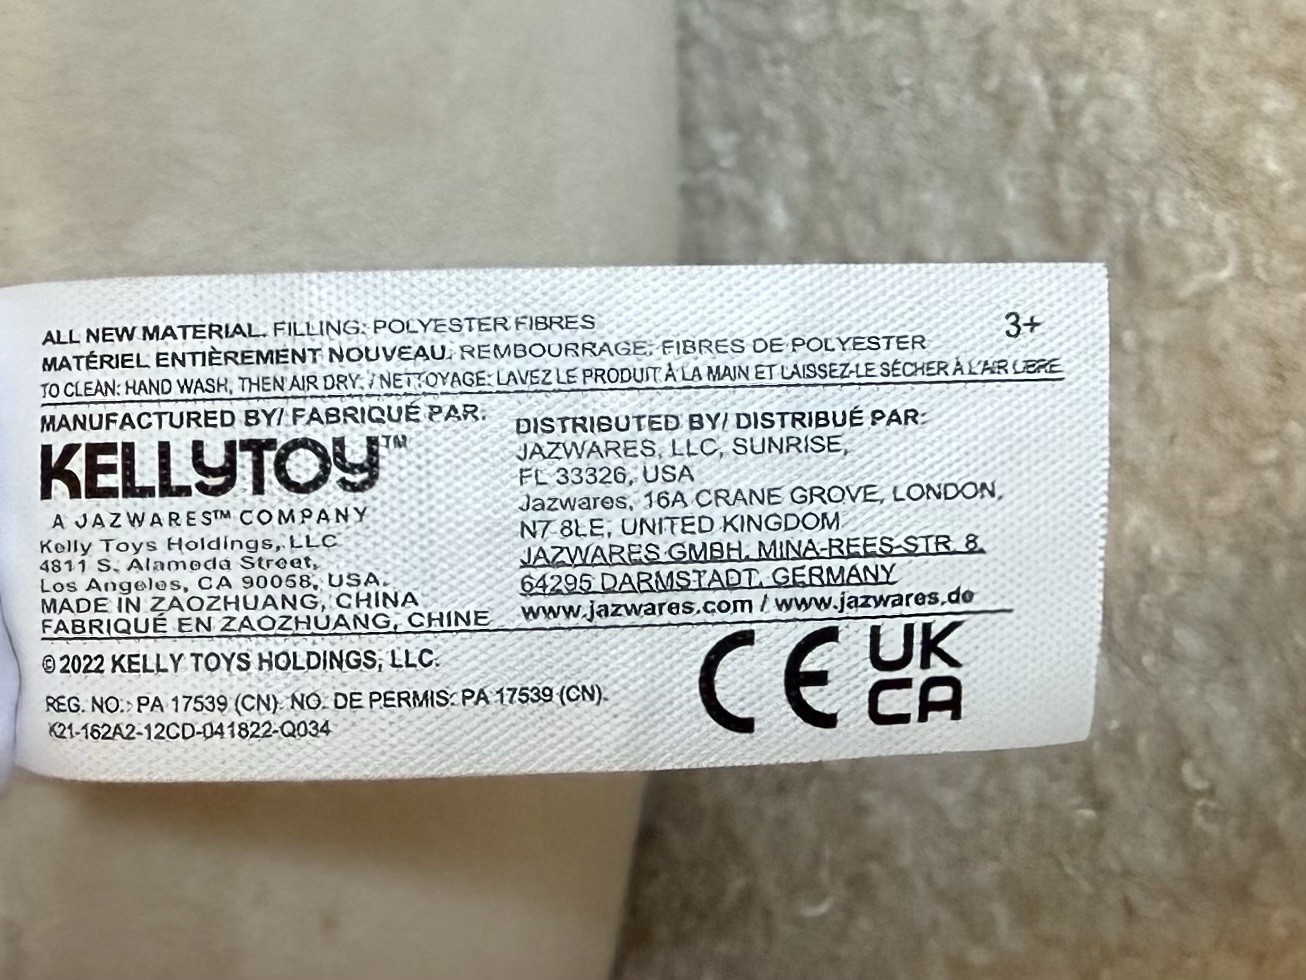 ALL NEW MATERIAL. FILLING: POLYESTER FIBRES
3+
MATÉRIEL ENTIÈREMENT NOUVEAU. REMBOURRAGE: FIBRES DE POLYESTER
TO CLEAN: HAND WASH, THEN AIR DRY. / NETTOYAGE: LAVEZ LE PRODUIT À LA MAIN ET LAISSEZ-LE SÉCHER À L'AIR LIBRE
MANUFACTURED BY/ FABRIQUÉ PAR:
KELLYTOY™
A JAZWARES™ COMPANY
Kelly Toys Holdings, LLC
4811 S. Alameda Street,
Los Angeles, CA 90058, USA.
MADE IN ZAOZHUANG, CHINA
FABRIQUÉ EN ZAOZHUANG, CHINE
DISTRIBUTED BY/ DISTRIBUÉ PAR:
JAZWARES, LLC, SUNRISE,
FL 33326, USA
Jazwares, 16A CRANE GROVE, LONDON,
N7 8LE, UNITED KINGDOM
JAZWARES GMBH. MINA-REES-STR. 8,
64295 DARMSTADT, GERMANY
www.jazwares.com / www.jazwares.de
© 2022 KELLY TOYS HOLDINGS, LLC.
REG. NO.: PA 17539 (CN). NO. DE PERMIS: PA 17539 (CN).
K21-162A2-12CD-041822-Q034
CE
UK
CA